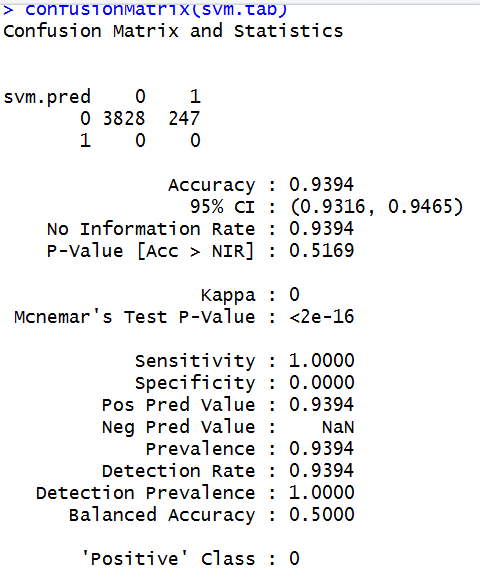 > confusionMatrix(svm.tab)
Confusion Matrix and Statistics
svm.pred 0 1
0 3828 247
1 0 0
Accuracy : 0.9394
95% CI : (0.9316, 0.9465)
No Information Rate : 0.9394
P-Value [Acc > NIR] : 0.5169
Kappa : 0
Mcnemar's Test P-Value : <2e-16
Sensitivity : 1.0000
Specificity : 0.0000
Pos Pred Value : 0.9394
Neg Pred Value : NaN
Prevalence : 0.9394
Detection Rate : 0.9394
Detection Prevalence : 1.0000
Balanced Accuracy : 0.5000
'Positive' Class : 0